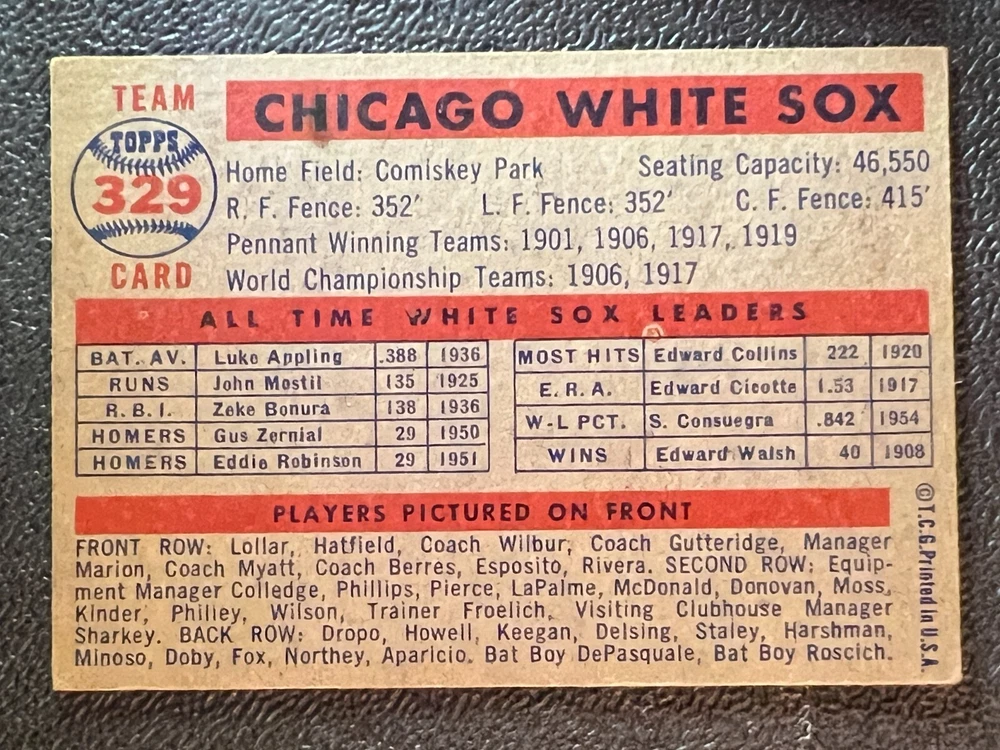 TEAM
TOPPS
329
CARD
CHICAGO WHITE SOX
Home Field: Comiskey Park Seating Capacity: 46,550
R. F. Fence: 352′ L. F. Fence: 352′ C. F. Fence: 415′
Pennant Winning Teams: 1901, 1906, 1917, 1919
World Championship Teams: 1906, 1917
ALL TIME WHITE SOX LEADERS
BAT. AV. Luke Appling .388 1936
RUNS John Mostil 135 1925
R. B. I. Zeke Bonura 138 1936
HOMERS Gus Zernial 29 1950
HOMERS Eddie Robinson 29 1951
MOST HITS Edward Collins 222 1920
E. R. A. Edward Cicotte 1.53 1917
W-L PCT. S. Consuegra .842 1954
WINS Edward Walsh 40 1908
PLAYERS PICTURED ON FRONT
FRONT ROW: Lollar, Hatfield, Coach Wilbur, Coach Gutteridge, Manager
Marion, Coach Myatt, Coach Berres, Esposito, Rivera. SECOND ROW: Equip-
ment Manager Colledge, Phillips, Pierce, LaPalme, McDonald, Donovan, Moss,
Kinder, Philley, Wilson, Trainer Froelich, Visiting Clubhouse Manager
Sharkey. BACK ROW: Dropo, Howell, Keegan, Delsing, Staley, Harshman,
Minoso, Doby, Fox, Northey, Aparicio. Bat Boy DePasquale, Bat Boy Roscich.
©T.C.G. Printed in U.S.A.